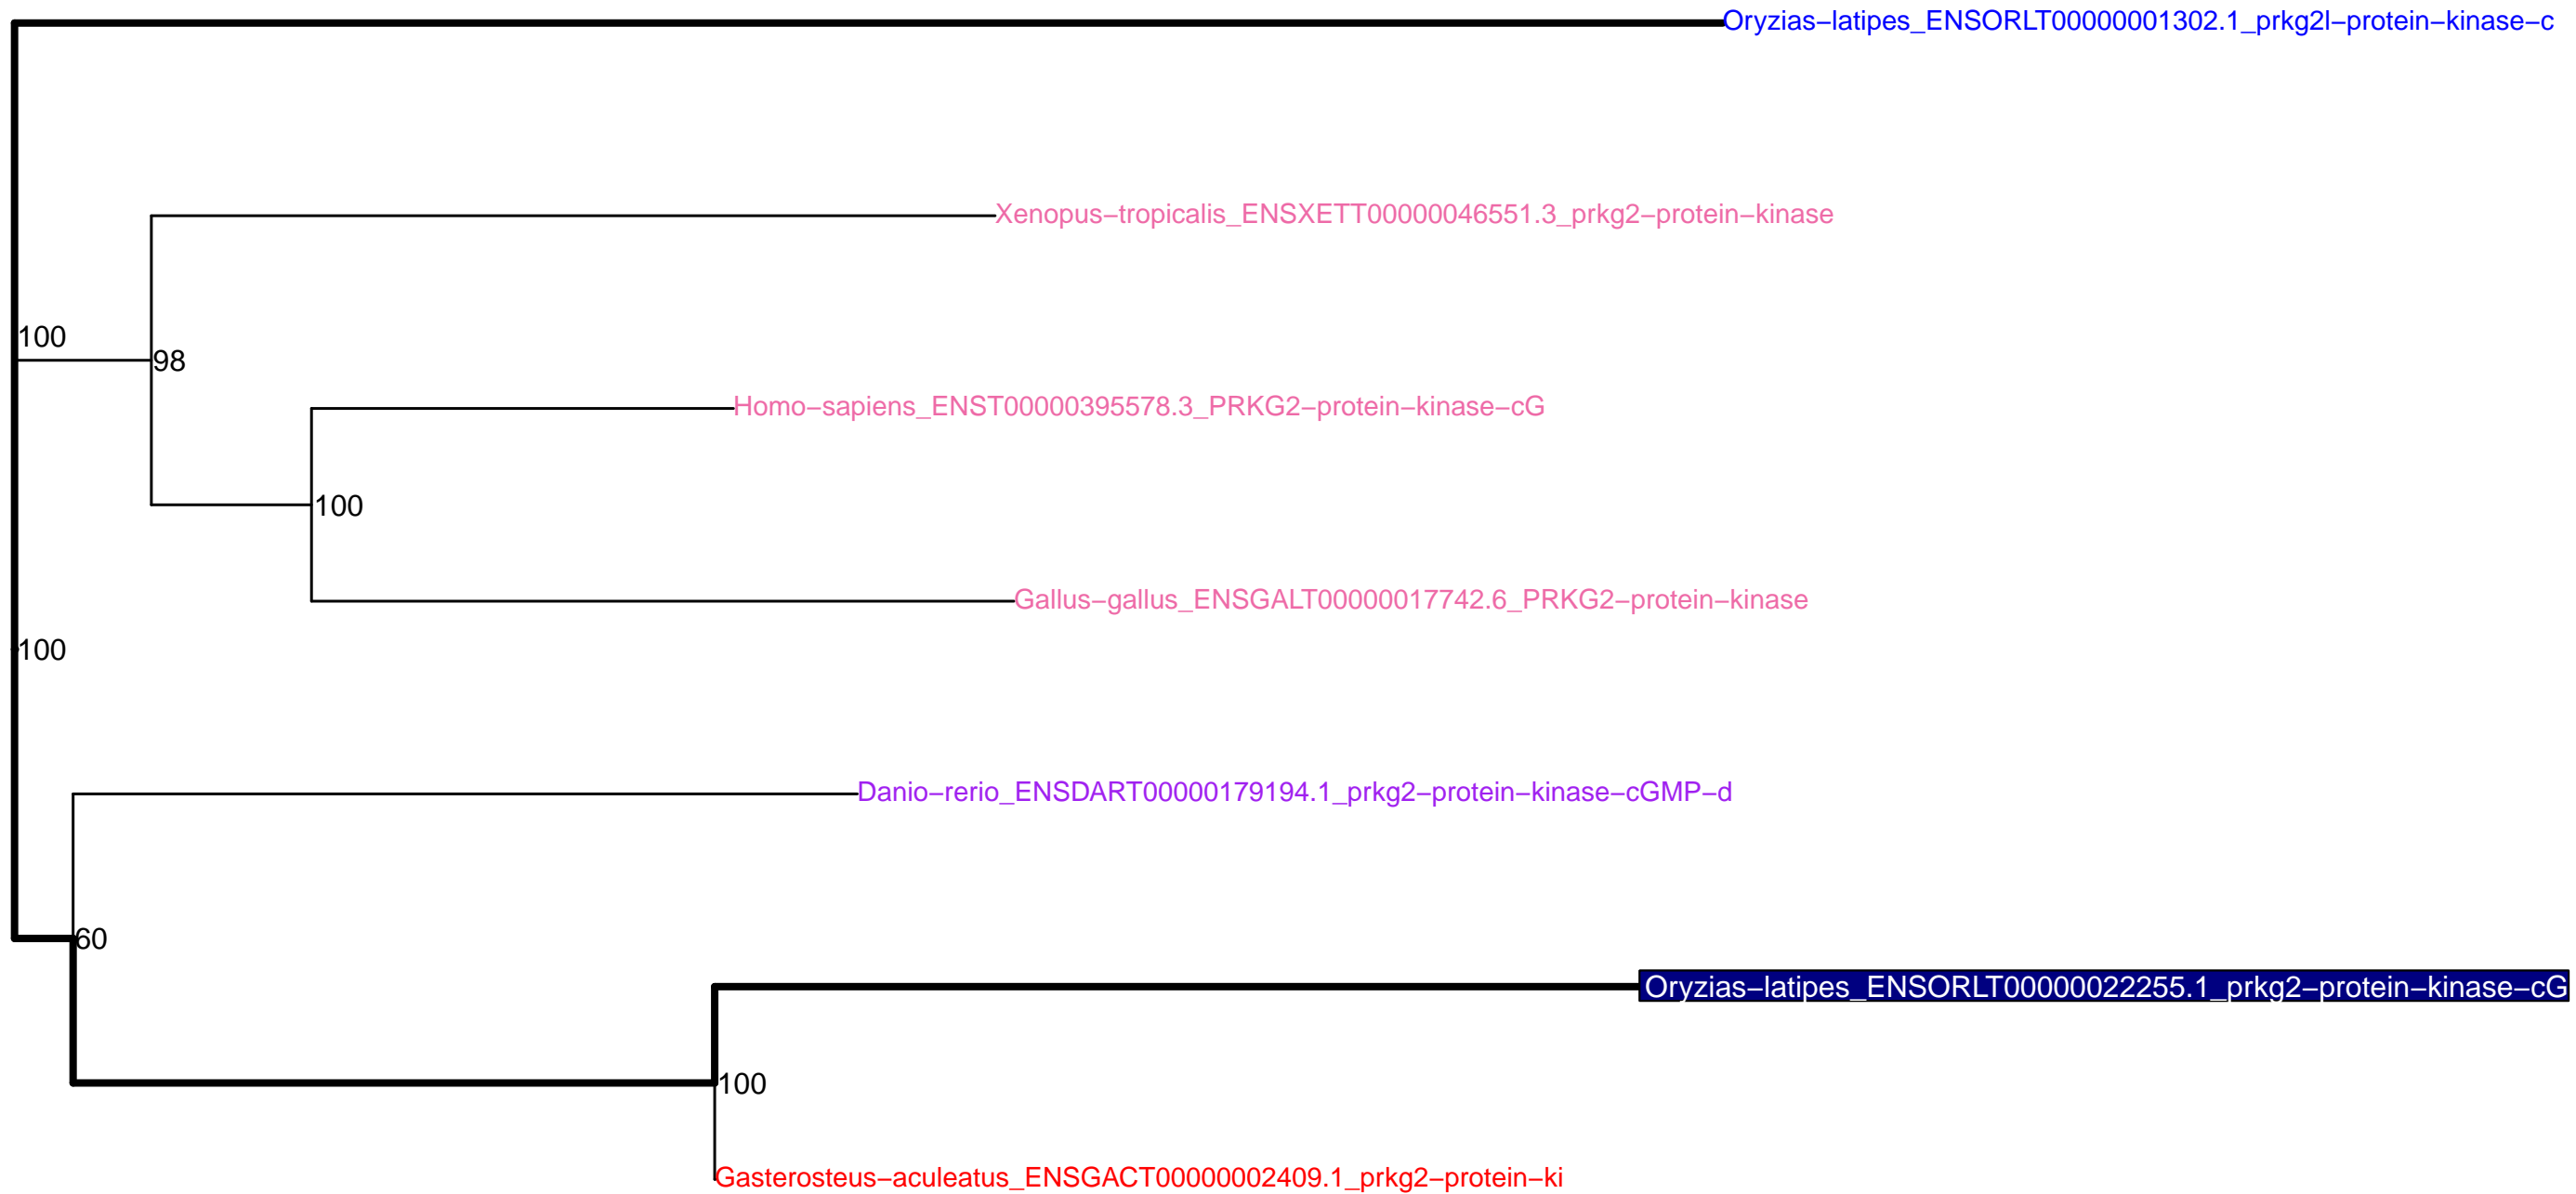 Oryzias−latipes_ENSORLT00000001302.1_prkg2l−protein−kinase−c
Xenopus−tropicalis_ENSXETT00000046551.3_prkg2−protein−kinase
100
98
Homo−sapiens_ENST00000395578.3_PRKG2−protein−kinase−cG
100
Gallus−gallus_ENSGALT00000017742.6_PRKG2−protein−kinase
100
Danio−rerio_ENSDART00000179194.1_prkg2−protein−kinase−cGMP−d
60
Oryzias−latipes_ENSORLT00000022255.1_prkg2−protein−kinase−cG
100
Gasterosteus−aculeatus_ENSGACT00000002409.1_prkg2−protein−ki